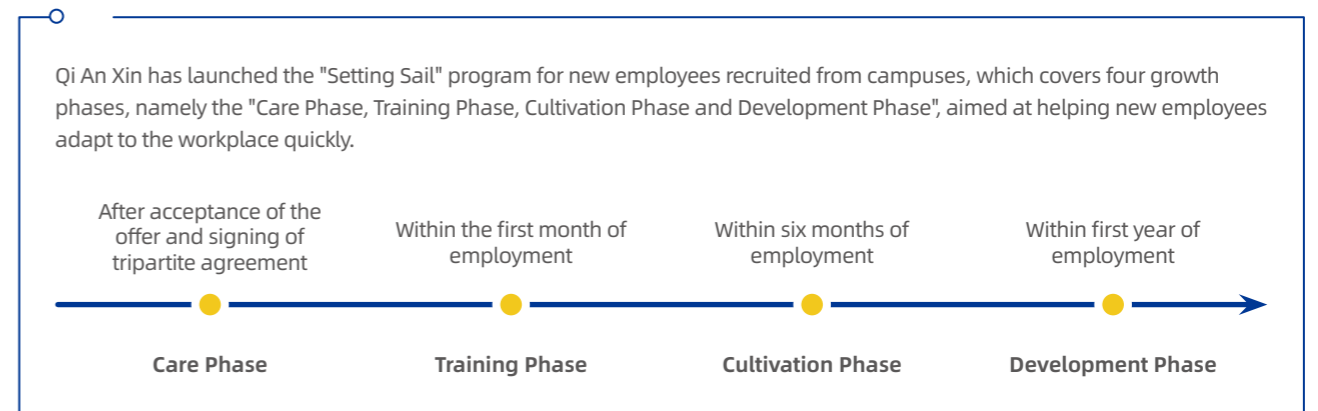 Qi An Xin has launched the "Setting Sail" program for new employees recruited from campuses, which covers four growth
phases, namely the "Care Phase, Training Phase, Cultivation Phase and Development Phase", aimed at helping new employees
adapt to the workplace quickly.
After acceptance of the
offer and signing of
tripartite agreement
Within the first month of
employment
Within six months of
employment
Within first year of
employment
Care Phase
Training Phase
Cultivation Phase
Development Phase